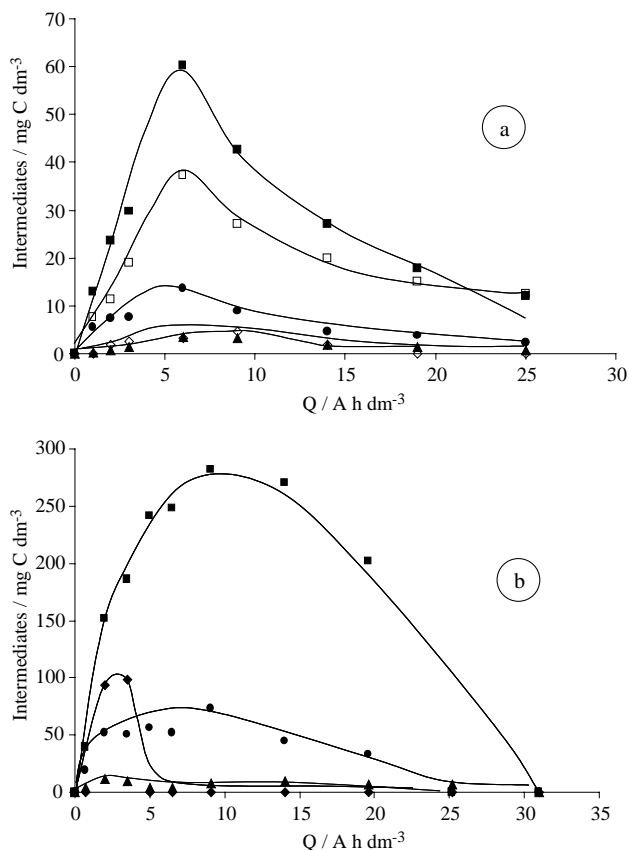 70
60
50
40
30
20
10
0
Intermediates / mg C dm-3
a
0 5 10 15 20 25 30
Q / A h dm-3
300
250
200
150
100
50
0
Intermediates / mg C dm-3
b
0 5 10 15 20 25 30 35
Q / A h dm-3